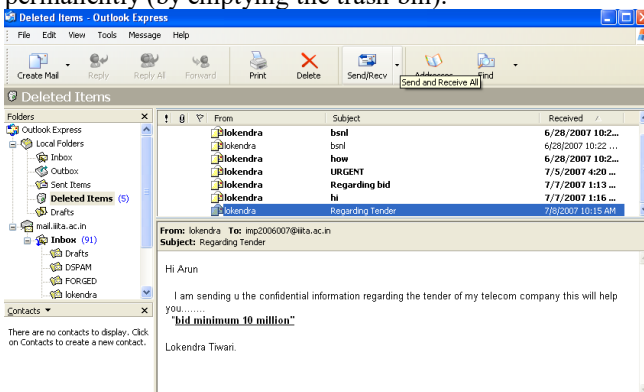 permanently (by emptying the trash bin).
Deleted Items - Outlook Express
File Edit View Tools Message Help
Create Mail Reply Reply All Forward Print Delete Send/Recv Addresses Find
Send and Receive All
Deleted Items
Folders
Outlook Express
Local Folders
Inbox
Outbox
Sent Items
Deleted Items (5)
Drafts
mail.iiita.ac.in
Inbox (91)
Drafts
DSPAM
FORGED
lokendra
Contacts
There are no contacts to display. Click
on Contacts to create a new contact.
! From Subject Received
lokendra bsnl 6/28/2007 10:2...
lokendra bsnl 6/28/2007 10:22 ...
lokendra how 6/28/2007 10:2...
lokendra URGENT 7/5/2007 4:20 ...
lokendra Regarding bid 7/7/2007 1:13 ...
lokendra hi 7/7/2007 1:16 ...
lokendra Regarding Tender 7/8/2007 10:15 AM
From: lokendra To: imp2006007@iiita.ac.in
Subject: Regarding Tender
Hi Arun
I am sending u the confidential information regarding the tender of my telecom company this will help
you........
"bid minimum 10 million"
Lokendra Tiwari.